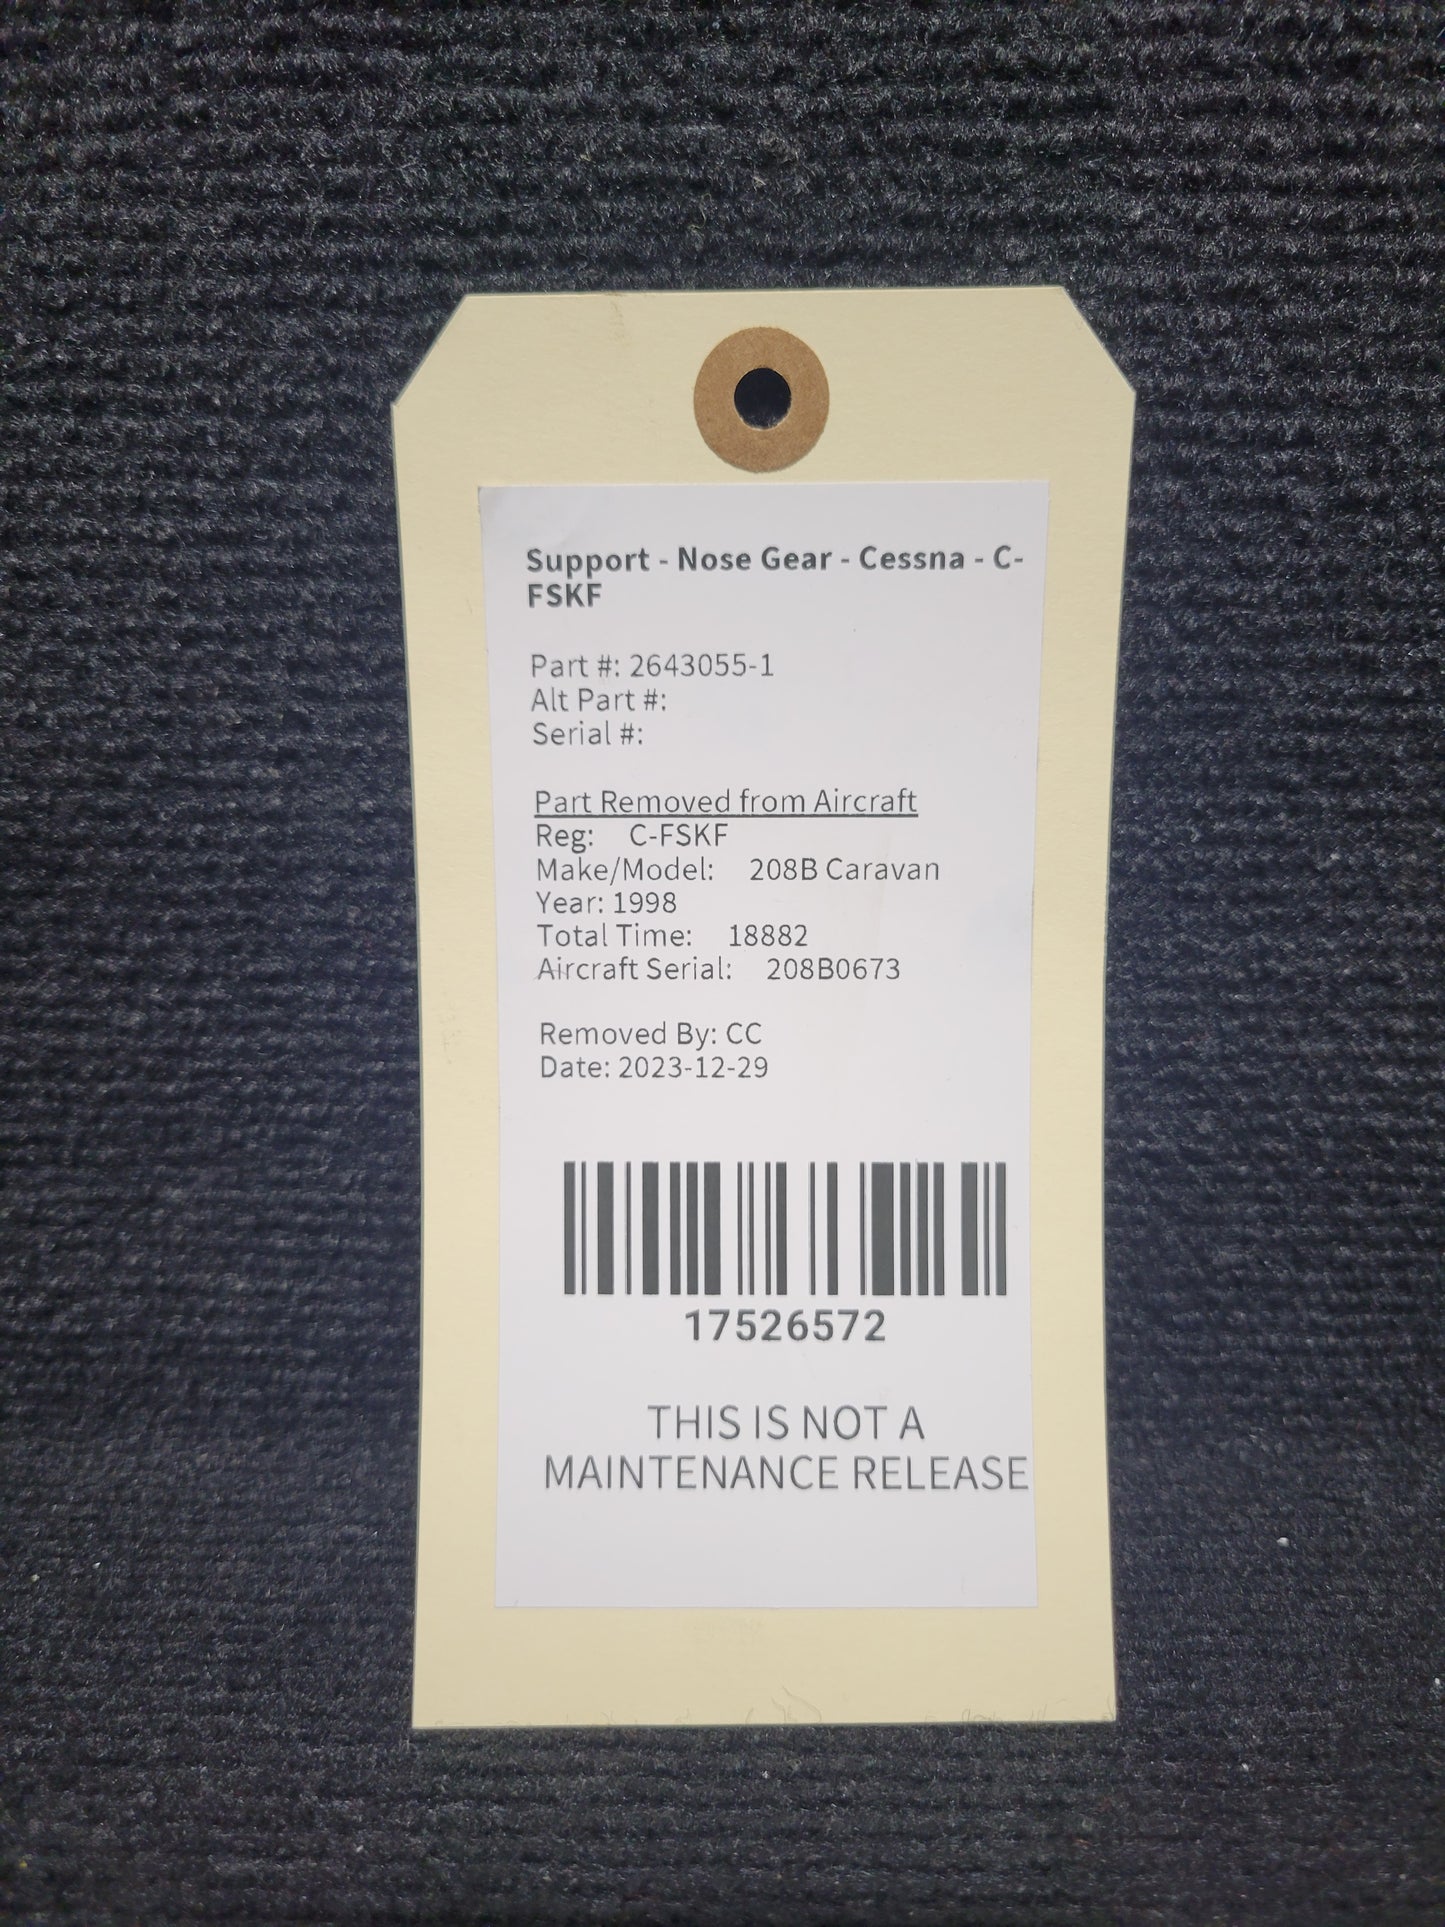 Support - Nose Gear - Cessna - C-
FSKF
Part #: 2643055-1
Alt Part #:
Serial #:
Part Removed from Aircraft
Reg: C-FSKF
Make/Model: 208B Caravan
Year: 1998
Total Time: 18882
Aircraft Serial: 208B0673
Removed By: CC
Date: 2023-12-29
17526572
THIS IS NOT A
MAINTENANCE RELEASE